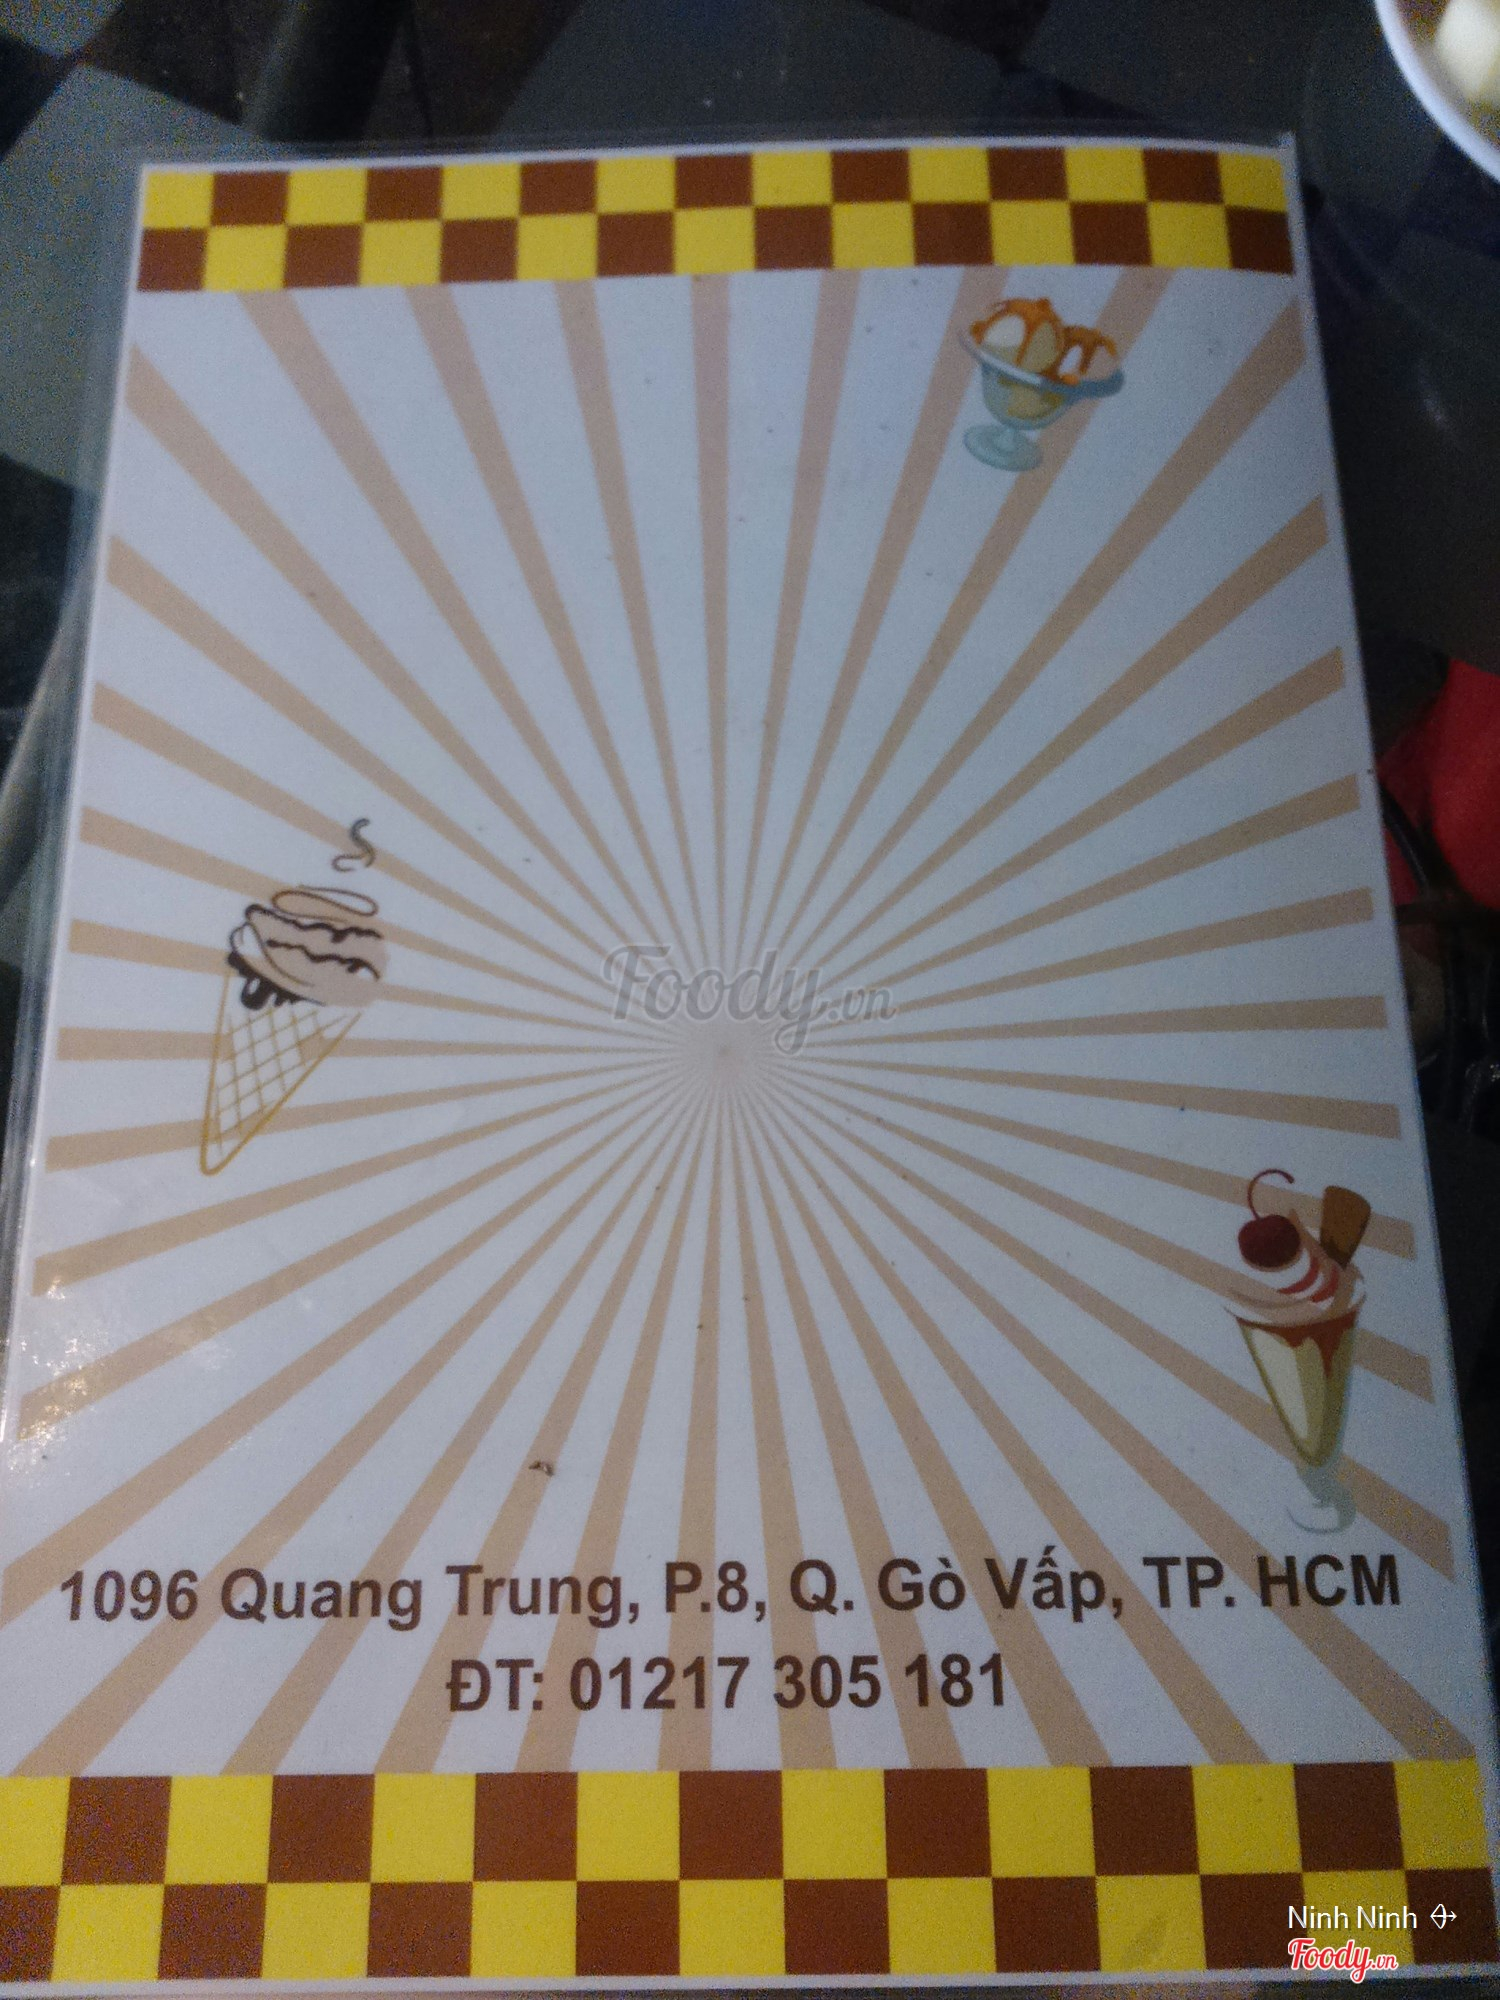 Foody.vn
1096 Quang Trung, P.8, Q. Gò Vấp, TP. HCM
ĐT: 01217 305 181
Ninh Ninh
Foody.vn